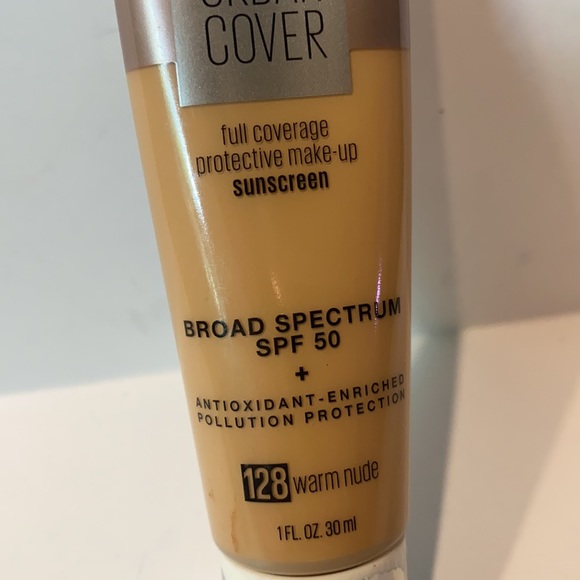 URBAN
COVER
full coverage
protective make-up
sunscreen
BROAD SPECTRUM
SPF 50
+
ANTIOXIDANT-ENRICHED
POLLUTION PROTECTION
128 warm nude
1 FL. OZ. 30 ml